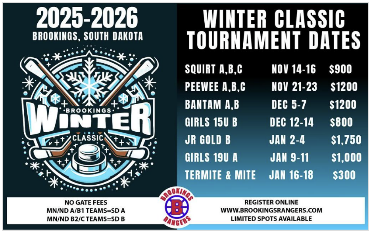 2025-2026
BROOKINGS, SOUTH DAKOTA
BROOKINGS
WINTER
CLASSIC
NO GATE FEES
MN/ND A/B1 TEAMS=SD A
MN/ND B2/C TEAMS=SD B
WINTER CLASSIC
TOURNAMENT DATES
SQUIRT A,B,C NOV 14-16 $900
PEEWEE A,B,C NOV 21-23 $1200
BANTAM A,B DEC 5-7 $1200
GIRLS 15U B DEC 12-14 $800
JR GOLD B JAN 2-4 $1,750
GIRLS 19U A JAN 9-11 $1,000
TERMITE & MITE JAN 16-18 $300
BROOKINGS
B
RANGERS
REGISTER ONLINE
WWW.BROOKINGSRANGERS.COM
LIMITED SPOTS AVAILABLE